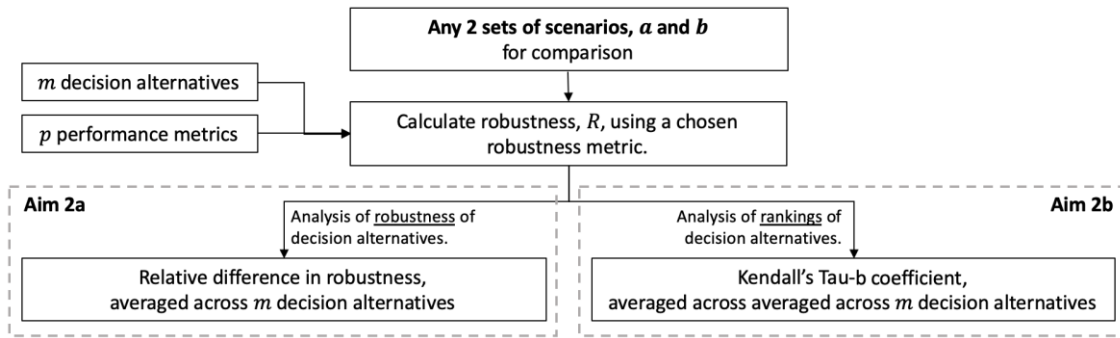 Any 2 sets of scenarios, a and b
for comparison
m decision alternatives
p performance metrics
Calculate robustness, R, using a chosen
robustness metric.
Aim 2a
Analysis of robustness of
decision alternatives.
Relative difference in robustness,
averaged across m decision alternatives
Aim 2b
Analysis of rankings of
decision alternatives.
Kendall's Tau-b coefficient,
averaged across averaged across m decision alternatives